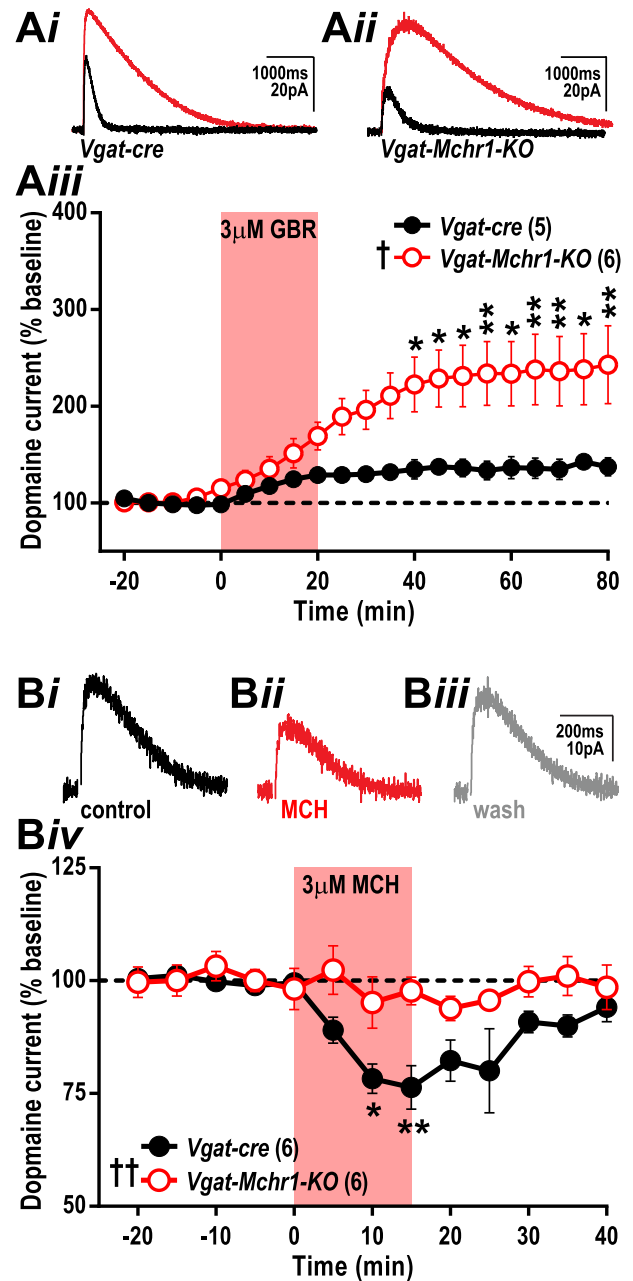 Ai
Aii
1000ms
20pA
1000ms
20pA
Vgat-cre
Vgat-Mchr1-KO
Aiii
400
300
200
100
Dopmaine current (% baseline)
3μM GBR
Vgat-cre (5)
† Vgat-Mchr1-KO (6)
* * * ** * ** ** * **
-20 0 20 40 60 80
Time (min)
Bi
Bii
Biii
200ms
10pA
control
MCH
wash
Biv
125
100
75
50
Dopmaine current (% baseline)
3μM MCH
* **
Vgat-cre (6)
†† Vgat-Mchr1-KO (6)
-20 -10 0 10 20 30 40
Time (min)